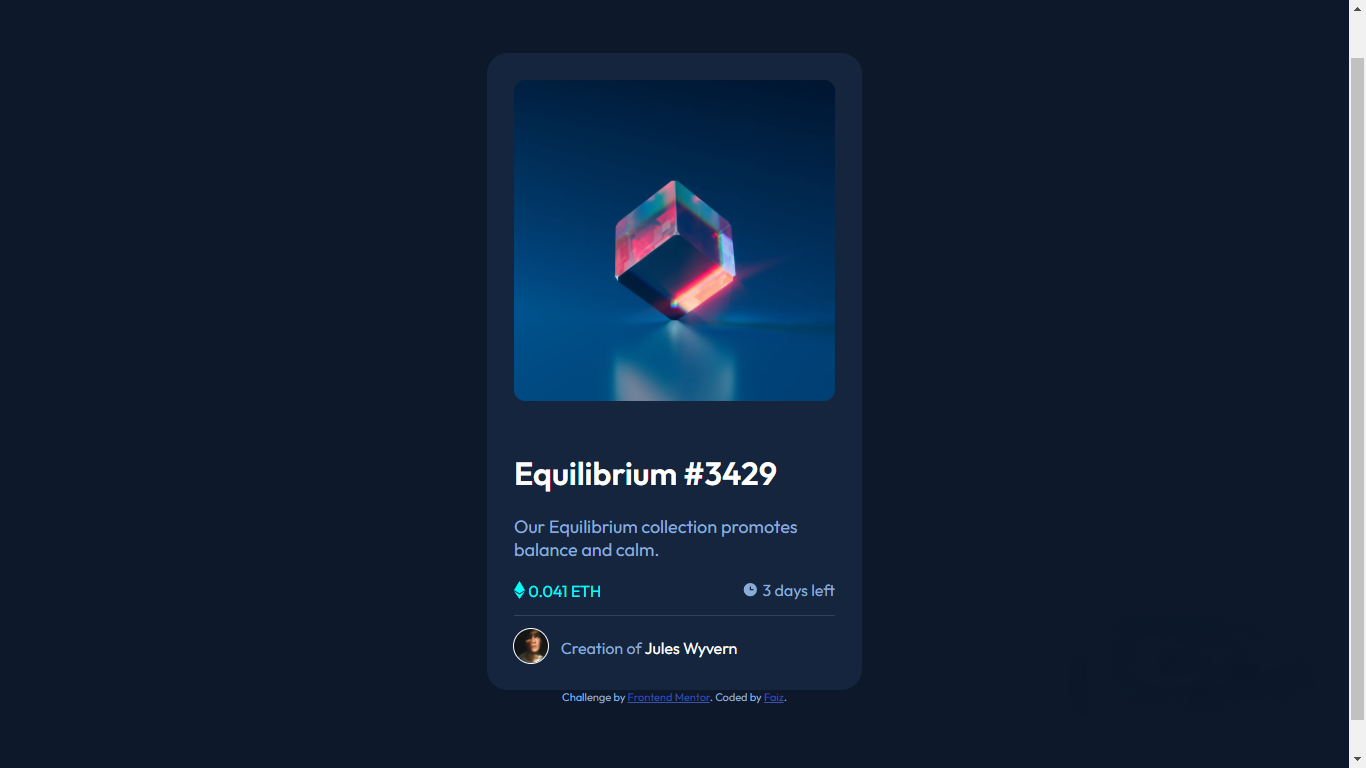 Equilibrium #3429
Our Equilibrium collection promotes
balance and calm.
0.041 ETH
3 days left
Creation of Jules Wyvern
Challenge by Frontend Mentor. Coded by Faiz.